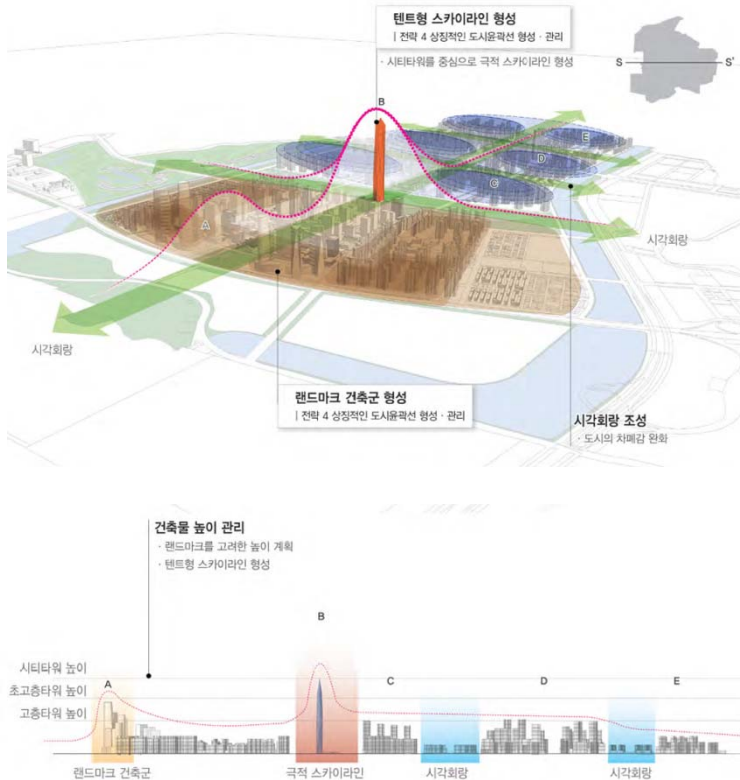 텐트형 스카이라인 형성
| 전략 4 상징적인 도시윤곽선 형성 · 관리
· 시티타워를 중심으로 극적 스카이라인 형성
S
S'
B
E
D
C
A
시각회랑
시각회랑
랜드마크 건축군 형성
| 전략 4 상징적인 도시윤곽선 형성 · 관리
시각회랑 조성
· 도시의 차폐감 완화
건축물 높이 관리
· 랜드마크를 고려한 높이 계획
· 텐트형 스카이라인 형성
B
시티타워 높이
A
C
D
E
초고층타워 높이
고층타워 높이
랜드마크 건축군
극적 스카이라인
시각회랑
시각회랑